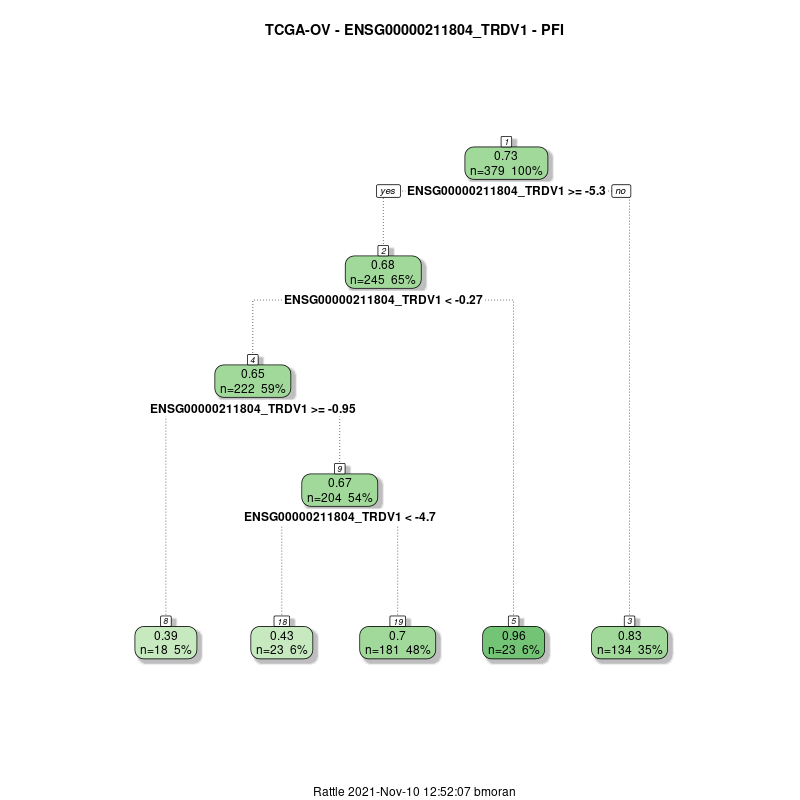 TCGA-OV - ENSG00000211804_TRDV1 - PFI
1
0.73
n=379 100%
yes ENSG00000211804_TRDV1 >= -5.3 no
2
0.68
n=245 65%
ENSG00000211804_TRDV1 < -0.27
4
0.65
n=222 59%
ENSG00000211804_TRDV1 >= -0.95
9
0.67
n=204 54%
ENSG00000211804_TRDV1 < -4.7
8
0.39
n=18 5%
18
0.43
n=23 6%
19
0.7
n=181 48%
5
0.96
n=23 6%
3
0.83
n=134 35%
Rattle 2021-Nov-10 12:52:07 bmoran